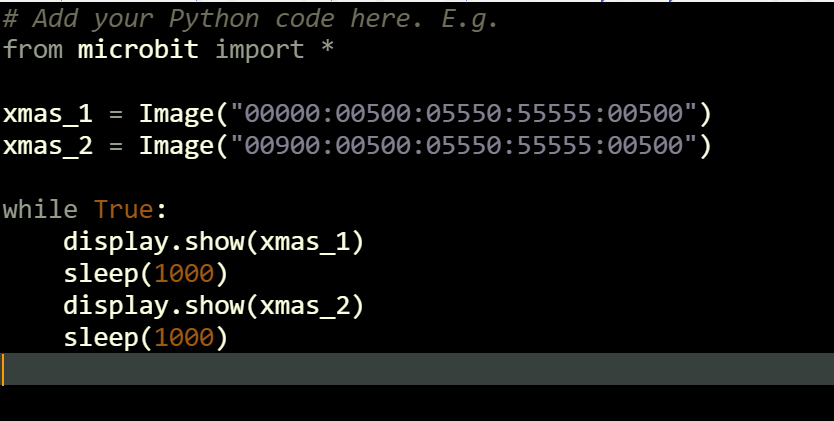 # Add your Python code here. E.g.
from microbit import *
xmas_1 = Image("00000:00500:05550:55555:00500")
xmas_2 = Image("00900:00500:05550:55555:00500")
while True:
    display.show(xmas_1)
    sleep(1000)
    display.show(xmas_2)
    sleep(1000)